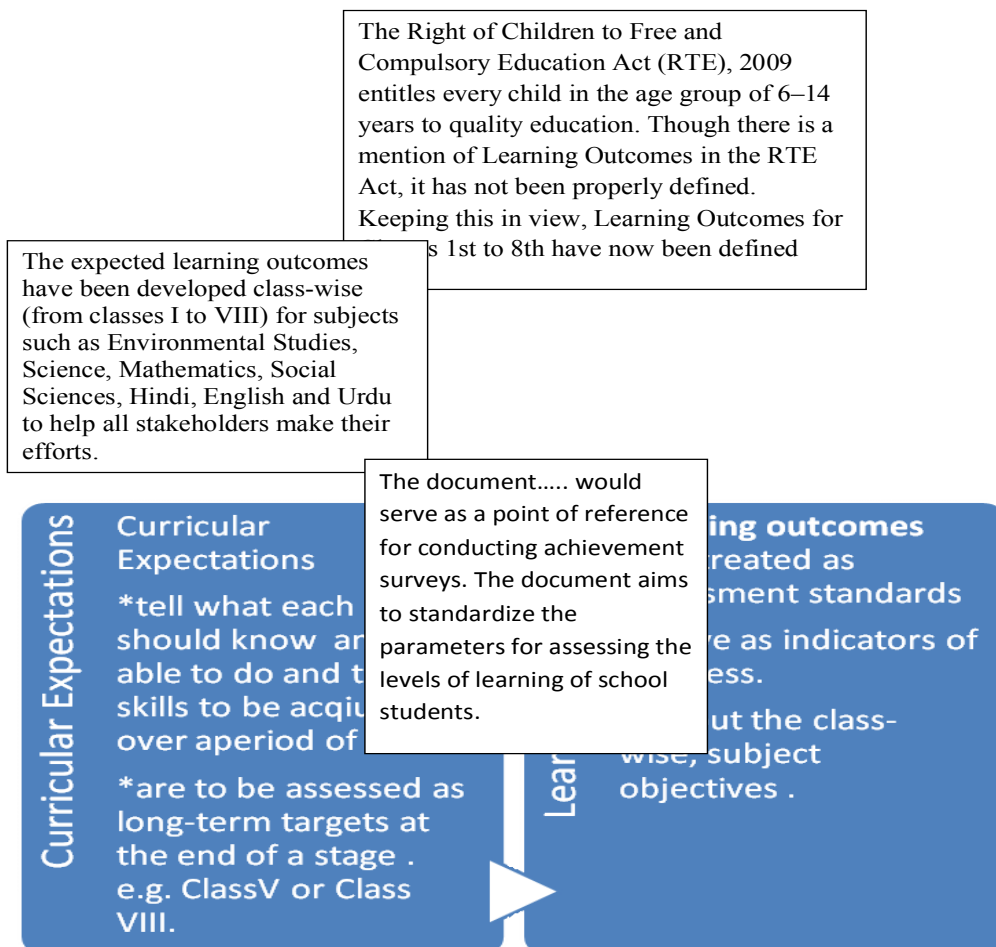 The Right of Children to Free and
Compulsory Education Act (RTE), 2009
entitles every child in the age group of 6–14
years to quality education. Though there is a
mention of Learning Outcomes in the RTE
Act, it has not been properly defined.
Keeping this in view, Learning Outcomes for
1st to 8th have now been defined
The expected learning outcomes
have been developed class-wise
(from classes I to VIII) for subjects
such as Environmental Studies,
Science, Mathematics, Social
Sciences, Hindi, English and Urdu
to help all stakeholders make their
efforts.
The document..... would
serve as a point of reference
for conducting achievement
surveys. The document aims
to standardize the
parameters for assessing the
levels of learning of school
students.
Curricular Expectations
Curricular
Expectations
*tell what each
should know
able to do and
skills to be
over aperiod of
*are to be assessed as
long-term targets at
the end of a stage .
e.g. ClassV or Class
VIII.
outcomes
as
standards
as indicators of
the class-
wise, subject
objectives .